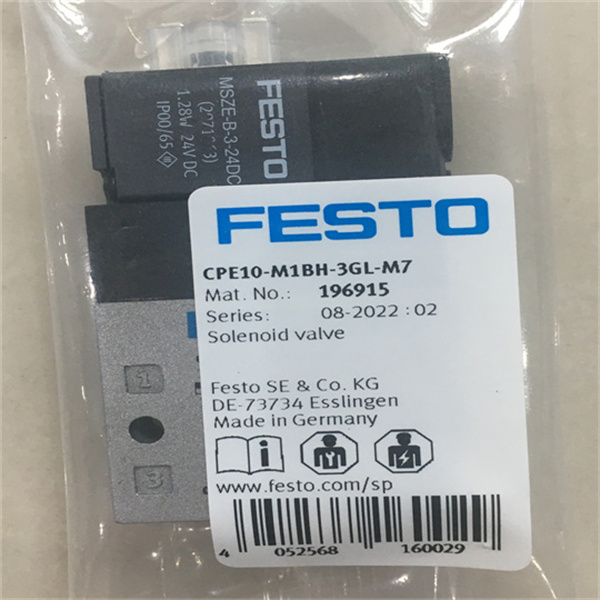 FESTO
MSZE-B-3-24DC
1.28W 24V DC
IP00/65
FESTO
CPE10-M1BH-3GL-M7
Mat. No.: 196915
Series: 08-2022 : 02
Solenoid valve
Festo SE & Co. KG
DE-73734 Esslingen
Made in Germany
www.festo.com/sp
4 052568 160029
1
3